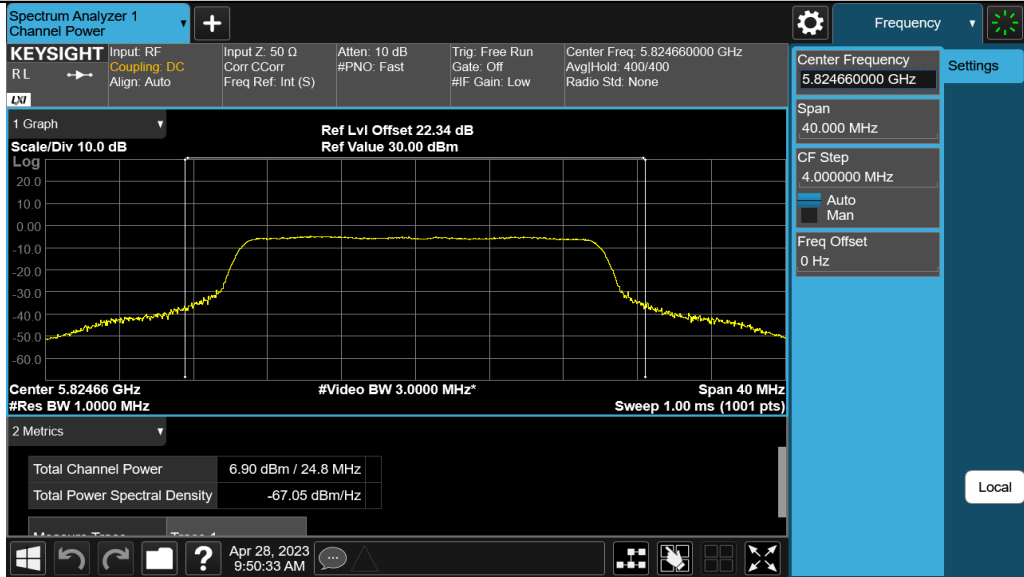 Spectrum Analyzer 1
Channel Power
+
Frequency
KEYSIGHT
R L
LXI
Input: RF
Coupling: DC
Align: Auto
Input Z: 50 Ω
Corr CCorr
Freq Ref: Int (S)
Atten: 10 dB
#PNO: Fast
Trig: Free Run
Gate: Off
#IF Gain: Low
Center Freq: 5.824660000 GHz
Avg|Hold: 400/400
Radio Std: None
Center Frequency
5.824660000 GHz
Settings
Span
40.000 MHz
CF Step
4.000000 MHz
Auto
Man
Freq Offset
0 Hz
Local
1 Graph
Scale/Div 10.0 dB
Ref Lvl Offset 22.34 dB
Ref Value 30.00 dBm
Log
20.0
10.0
0.00
-10.0
-20.0
-30.0
-40.0
-50.0
-60.0
Center 5.82466 GHz
#Video BW 3.0000 MHz*
Span 40 MHz
#Res BW 1.0000 MHz
Sweep 1.00 ms (1001 pts)
2 Metrics
Total Channel Power 6.90 dBm / 24.8 MHz
Total Power Spectral Density -67.05 dBm/Hz
Measure Trace Trace 1
?
Apr 28, 2023
9:50:33 AM